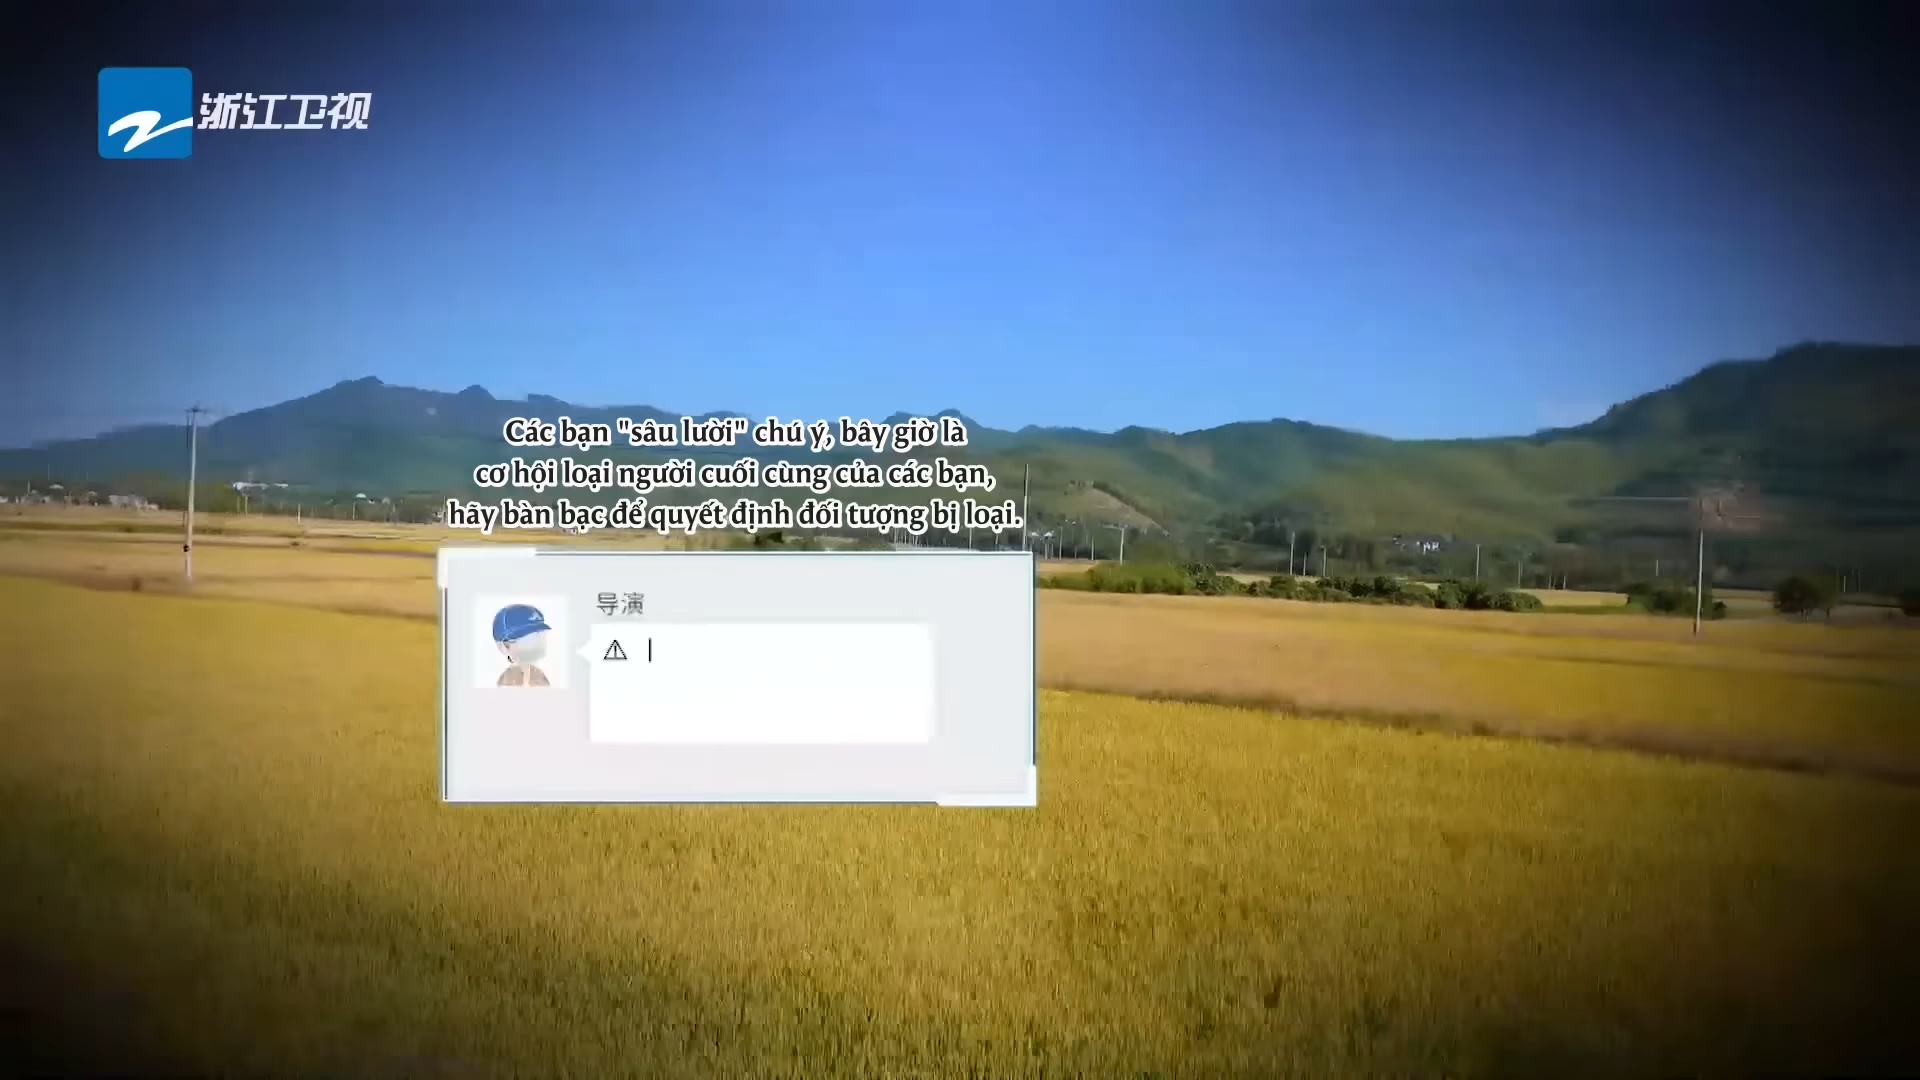 浙江卫视
Các bạn "sâu lười" chú ý, bây giờ là
cơ hội loại người cuối cùng của các bạn,
hãy bàn bạc để quyết định đối tượng bị loại.
导演
⚠ |